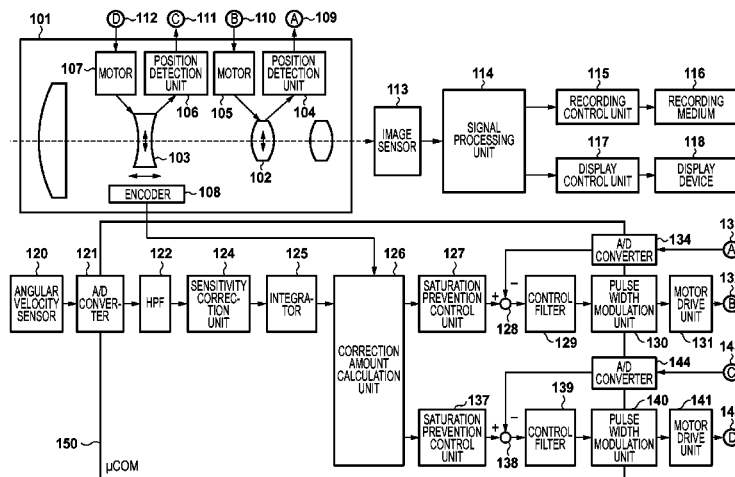 D 112 C 111 B 110 A 109
101
107 MOTOR
POSITION
DETECTION
UNIT
106
105 MOTOR
POSITION
DETECTION
UNIT
104
103
102
ENCODER 108
113
IMAGE
SENSOR
114
SIGNAL
PROCESSING
UNIT
115
RECORDING
CONTROL UNIT
116
RECORDING
MEDIUM
117
DISPLAY
CONTROL UNIT
118
DISPLAY
DEVICE
120
ANGULAR
VELOCITY
SENSOR
121
A/D
CONVER-
TER
122
HPF
124
SENSITIVITY
CORREC-
TION
UNIT
125
INTEGRA-
TOR
126
CORRECTION
AMOUNT
CALCULATION
UNIT
127
SATURATION
PREVENTION
CONTROL
UNIT
+ −
128
CONTROL
FILTER
129
A/D
CONVERTER
134
PULSE
WIDTH
MODULATION
UNIT
130
MOTOR
DRIVE
UNIT
131
13
A
13
B
137
SATURATION
PREVENTION
CONTROL
UNIT
+ −
138
139
CONTROL
FILTER
A/D
CONVERTER
144
140
PULSE
WIDTH
MODULATION
UNIT
141
MOTOR
DRIVE
UNIT
14
C
14
D
150
μCOM